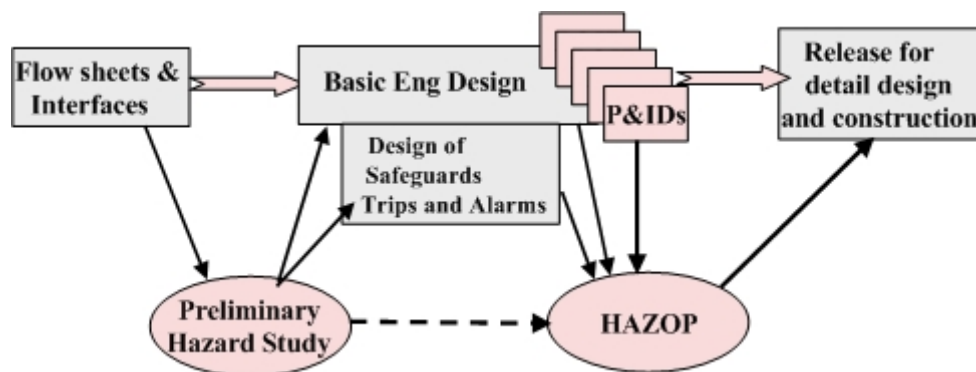 Flow sheets &
Interfaces
Basic Eng Design
P&IDs
Release for
detail design
and construction
Design of
Safeguards
Trips and Alarms
Preliminary
Hazard Study
HAZOP